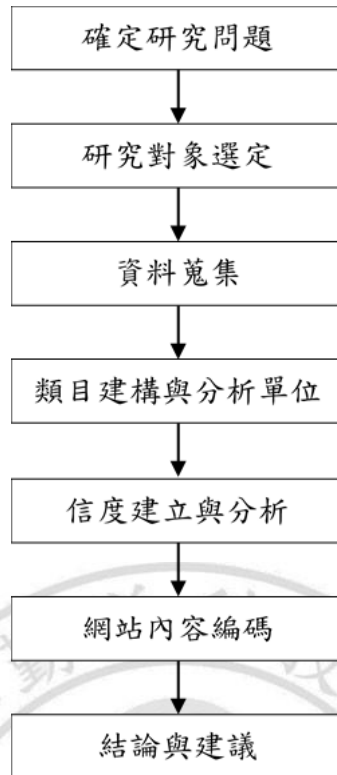 確定研究問題
研究對象選定
資料蒐集
類目建構與分析單位
信度建立與分析
網站內容編碼
結論與建議